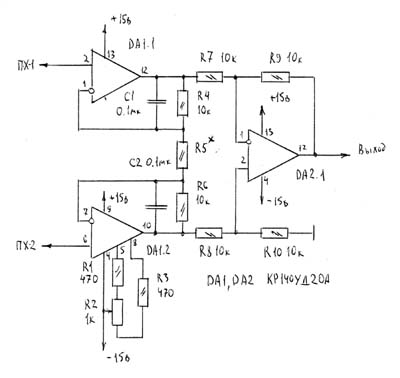 +15в
DA1.1
ПХ-1
2
13
12
1
C1
0.1мк
R4
10к
R7 10к
R9 10к
R5*
+15в
13
1
2
12
4
Выход
DA2.1
-15в
C2 0.1мк
R6
10к
+15в
9
7
6
10
ПХ-2
DA1.2
4
5
8
R1
470
R2
1к
R3
470
R8 10к
R10 10к
DA1, DA2 КР140УД20А
-15в